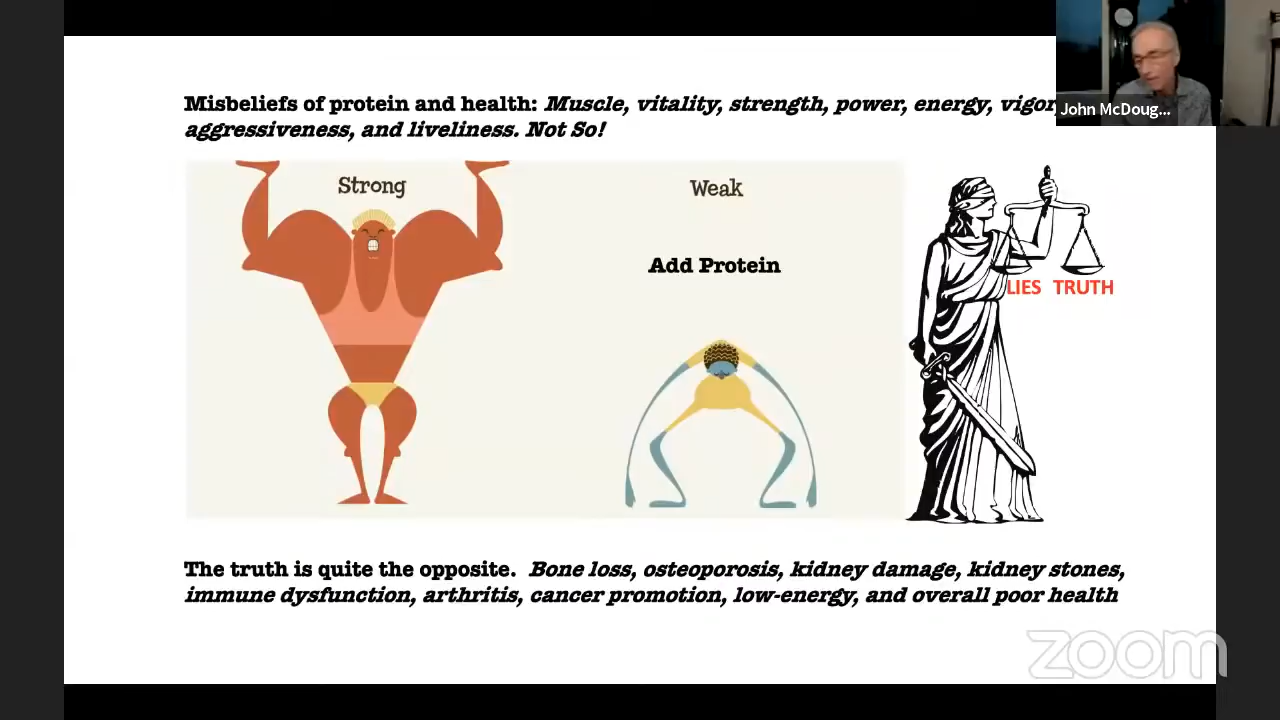 Misbeliefs of protein and health: Muscle, vitality, strength, power, energy, vigor,
aggressiveness, and liveliness. Not So!
John McDoug...
Strong
Weak
Add Protein
LIES TRUTH
The truth is quite the opposite. Bone loss, osteoporosis, kidney damage, kidney stones,
immune dysfunction, arthritis, cancer promotion, low-energy, and overall poor health
zoom